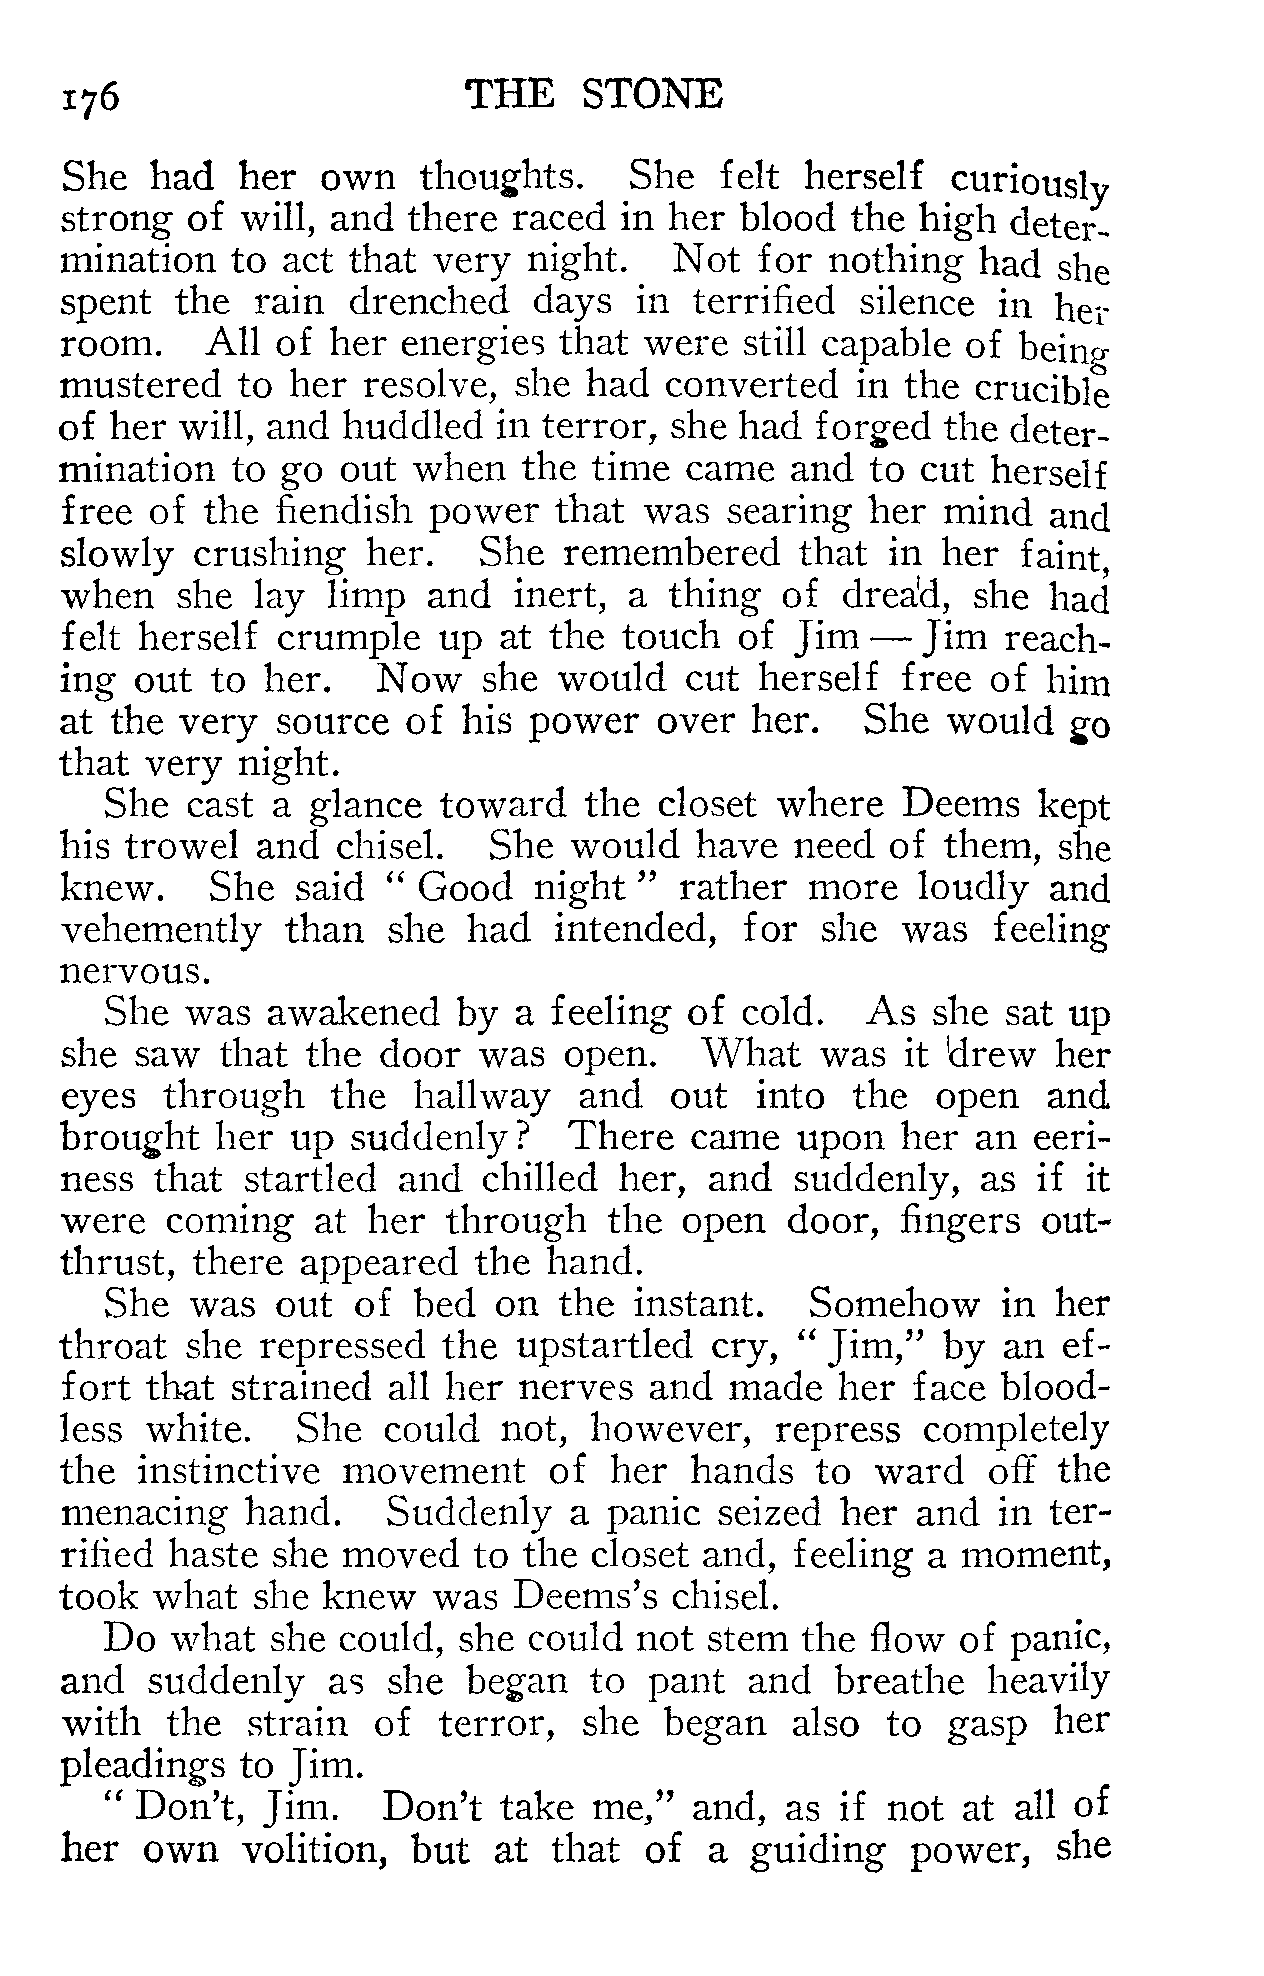 176 THE STONE
She had her own thoughts. She felt herself curiously
strong of will, and there raced in her blood the high deter-
mination to act that very night. Not for nothing had she
spent the rain drenched days in terrified silence in her
room. All of her energies that were still capable of being
mustered to her resolve, she had converted in the crucible
of her will, and huddled in terror, she had forged the deter-
mination to go out when the time came and to cut herself
free of the fiendish power that was searing her mind and
slowly crushing her. She remembered that in her faint,
when she lay limp and inert, a thing of dread, she had
felt herself crumple up at the touch of Jim — Jim reach-
ing out to her. Now she would cut herself free of him
at the very source of his power over her. She would go
that very night.
She cast a glance toward the closet where Deems kept
his trowel and chisel. She would have need of them, she
knew. She said " Good night " rather more loudly and
vehemently than she had intended, for she was feeling
nervous.
She was awakened by a feeling of cold. As she sat up
she saw that the door was open. What was it drew her
eyes through the hallway and out into the open and
brought her up suddenly? There came upon her an eeri-
ness that startled and chilled her, and suddenly, as if it
were coming at her through the open door, fingers out-
thrust, there appeared the hand.
She was out of bed on the instant. Somehow in her
throat she repressed the upstartled cry, " Jim," by an ef-
fort that strained all her nerves and made her face blood-
less white. She could not, however, repress completely
the instinctive movement of her hands to ward off the
menacing hand. Suddenly a panic seized her and in ter-
rified haste she moved to the closet and, feeling a moment,
took what she knew was Deems's chisel.
Do what she could, she could not stem the flow of panic,
and suddenly as she began to pant and breathe heavily
with the strain of terror, she began also to gasp her
pleadings to Jim.
" Don't, Jim. Don't take me," and, as if not at all of
her own volition, but at that of a guiding power, she